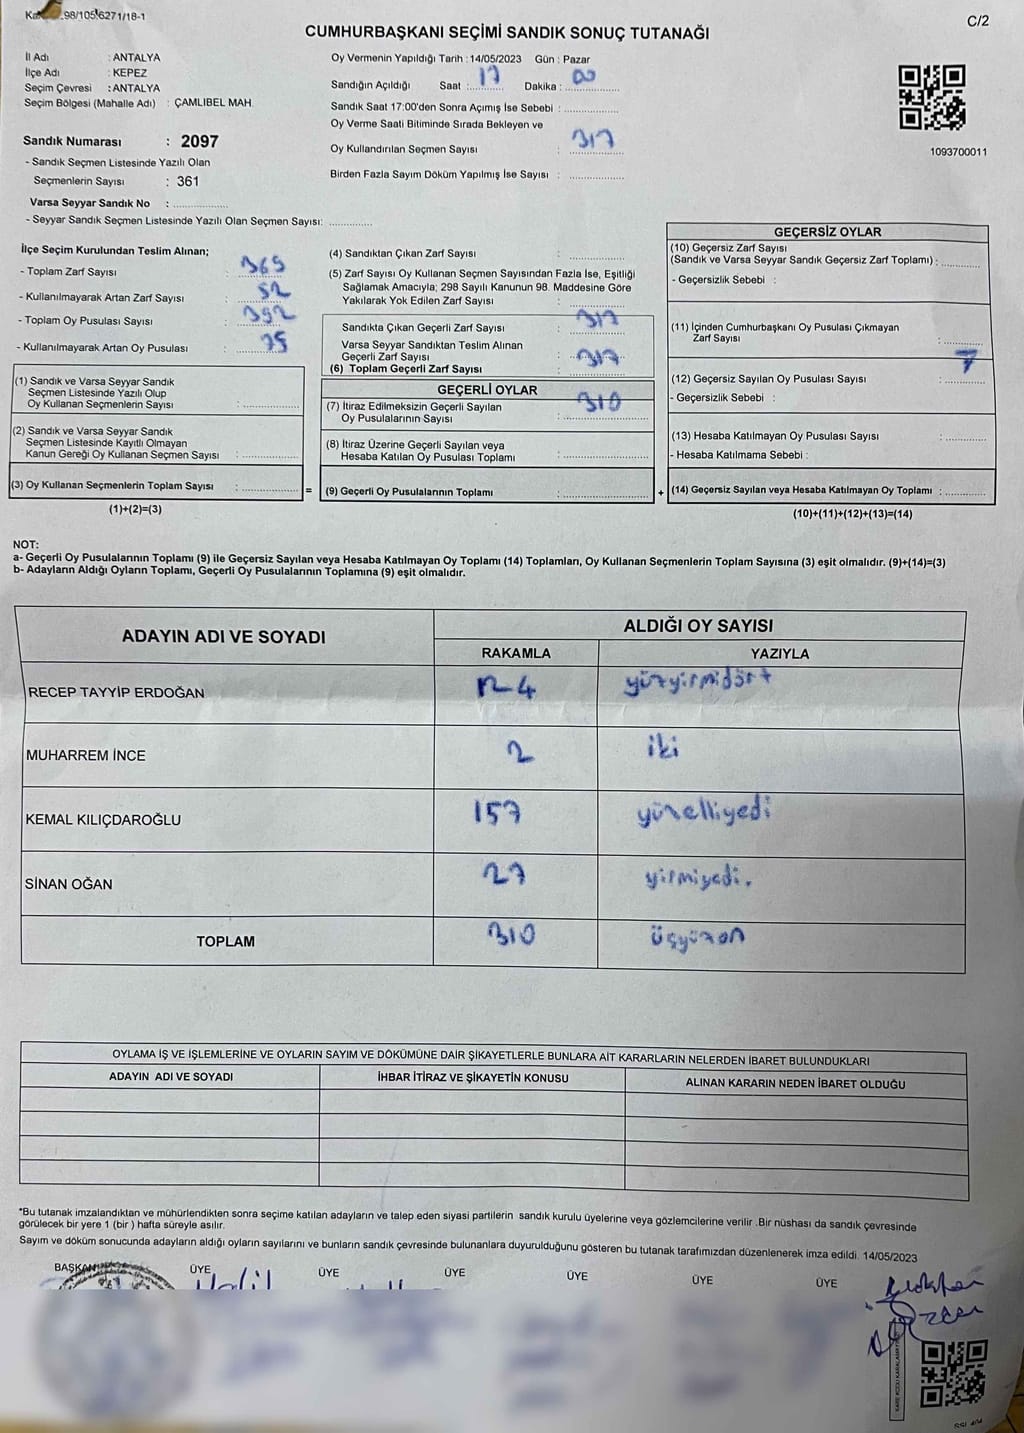 98/105/6271/18-1
C/2
CUMHURBAŞKANI SEÇİMİ SANDIK SONUÇ TUTANAĞI
İl Adı : ANTALYA
İlçe Adı : KEPEZ
Seçim Çevresi : ANTALYA
Seçim Bölgesi (Mahalle Adı) : ÇAMLIBEL MAH.
Oy Vermenin Yapıldığı Tarih : 14/05/2023 Gün : Pazar
Sandığın Açıldığı Saat : 17 Dakika : 00
Sandık Saat 17:00'den Sonra Açımış İse Sebebi :
Oy Verme Saati Bitiminde Sırada Bekleyen ve
Oy Kullandırılan Seçmen Sayısı : 317
Birden Fazla Sayım Döküm Yapılmış İse Sayısı :
1093700011
Sandık Numarası : 2097
- Sandık Seçmen Listesinde Yazılı Olan
Seçmenlerin Sayısı : 361
Varsa Seyyar Sandık No :
- Seyyar Sandık Seçmen Listesinde Yazılı Olan Seçmen Sayısı:
İlçe Seçim Kurulundan Teslim Alınan;
- Toplam Zarf Sayısı : 365
- Kullanılmayarak Artan Zarf Sayısı : 52
- Toplam Oy Pusulası Sayısı : 392
- Kullanılmayarak Artan Oy Pusulası : 75
(1) Sandık ve Varsa Seyyar Sandık
Seçmen Listesinde Yazılı Olup
Oy Kullanan Seçmenlerin Sayısı :
(2) Sandık ve Varsa Seyyar Sandık
Seçmen Listesinde Kayıtlı Olmayan
Kanun Gereği Oy Kullanan Seçmen Sayısı :
(3) Oy Kullanan Seçmenlerin Toplam Sayısı :
(1)+(2)=(3)
=
(4) Sandıktan Çıkan Zarf Sayısı :
(5) Zarf Sayısı Oy Kullanan Seçmen Sayısından Fazla İse, Eşitliği
Sağlamak Amacıyla; 298 Sayılı Kanunun 98. Maddesine Göre
Yakılarak Yok Edilen Zarf Sayısı :
Sandıkta Çıkan Geçerli Zarf Sayısı : 317
Varsa Seyyar Sandıktan Teslim Alınan
Geçerli Zarf Sayısı : 317
(6) Toplam Geçerli Zarf Sayısı
GEÇERLİ OYLAR
(7) İtiraz Edilmeksizin Geçerli Sayılan
Oy Pusulalarının Sayısı : 310
(8) İtiraz Üzerine Geçerli Sayılan veya
Hesaba Katılan Oy Pusulası Toplamı :
(9) Geçerli Oy Pusulalarının Toplamı :
+
GEÇERSİZ OYLAR
(10) Geçersiz Zarf Sayısı
(Sandık ve Varsa Seyyar Sandık Geçersiz Zarf Toplamı) :
- Geçersizlik Sebebi :
(11) İçinden Cumhurbaşkanı Oy Pusulası Çıkmayan
Zarf Sayısı :
(12) Geçersiz Sayılan Oy Pusulası Sayısı : 7
- Geçersizlik Sebebi :
(13) Hesaba Katılmayan Oy Pusulası Sayısı :
- Hesaba Katılmama Sebebi :
(14) Geçersiz Sayılan veya Hesaba Katılmayan Oy Toplamı :
(10)+(11)+(12)+(13)=(14)
NOT:
a- Geçerli Oy Pusulalarının Toplamı (9) ile Geçersiz Sayılan veya Hesaba Katılmayan Oy Toplamı (14) Toplamları, Oy Kullanan Seçmenlerin Toplam Sayısına (3) eşit olmalıdır. (9)+(14)=(3)
b- Adayların Aldığı Oyların Toplamı, Geçerli Oy Pusulalarının Toplamına (9) eşit olmalıdır.
ADAYIN ADI VE SOYADI
ALDIĞI OY SAYISI
RAKAMLA YAZIYLA
RECEP TAYYİP ERDOĞAN 124 yüzyirmidört
MUHARREM İNCE 2 iki
KEMAL KILIÇDAROĞLU 157 yüzelliyedi
SİNAN OĞAN 27 yirmiyedi.
TOPLAM 310 üçyüzon
OYLAMA İŞ VE İŞLEMLERİNE VE OYLARIN SAYIM VE DÖKÜMÜNE DAİR ŞİKAYETLERLE BUNLARA AİT KARARLARIN NELERDEN İBARET BULUNDUKLARI
ADAYIN ADI VE SOYADI İHBAR İTİRAZ VE ŞİKAYETİN KONUSU ALINAN KARARIN NEDEN İBARET OLDUĞU
*Bu tutanak imzalandıktan ve mühürlendikten sonra seçime katılan adayların ve talep eden siyasi partilerin sandık kurulu üyelerine veya gözlemcilerine verilir .Bir nüshası da sandık çevresinde
görülecek bir yere 1 (bir ) hafta süreyle asılır.
Sayım ve döküm sonucunda adayların aldığı oyların sayılarını ve bunların sandık çevresinde bulunanlara duyurulduğunu gösteren bu tutanak tarafımızdan düzenlenerek imza edildi. 14/05/2023
BAŞKAN ÜYE ÜYE ÜYE ÜYE ÜYE ÜYE
Halil